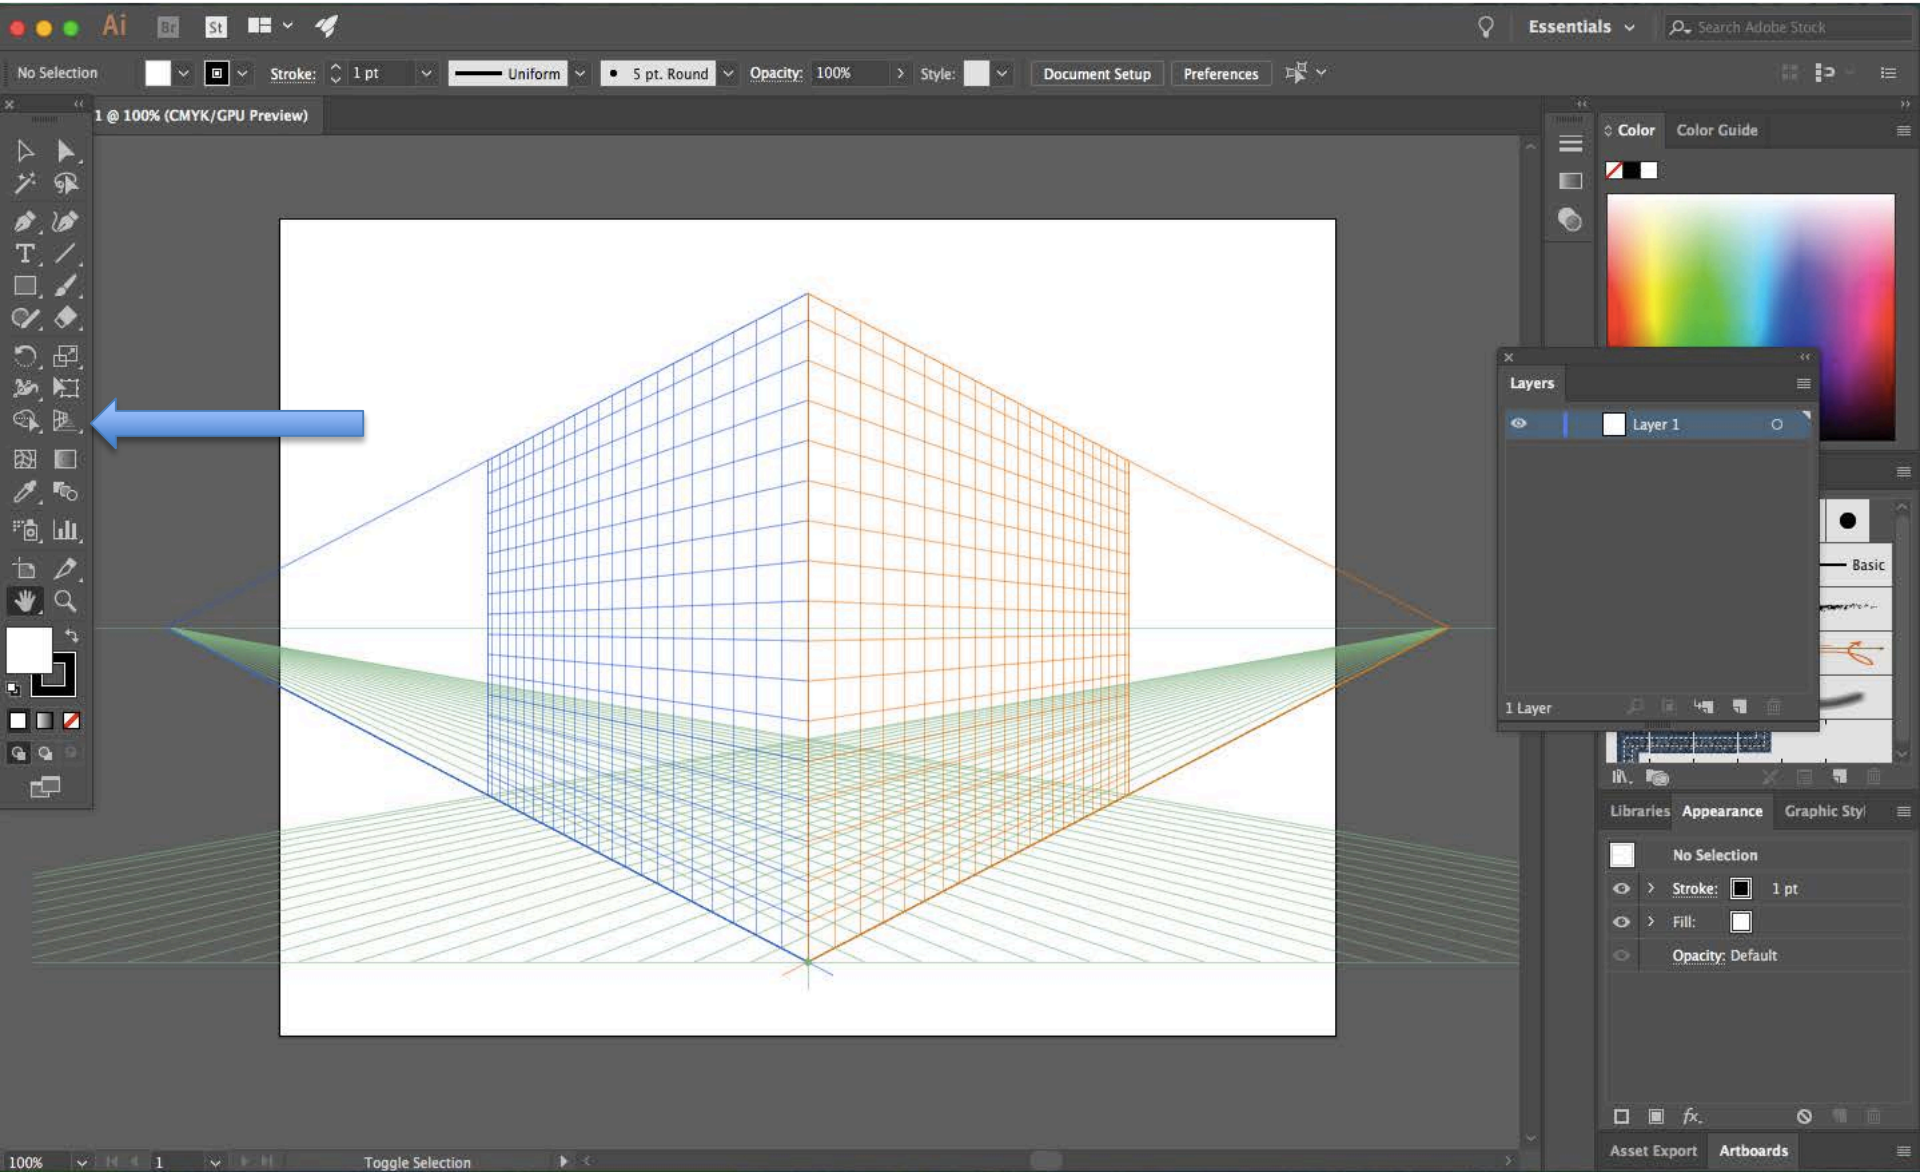 Ai Br St Essentials Search Adobe Stock
No Selection Stroke: 1 pt Uniform 5 pt. Round Opacity: 100% Style: Document Setup Preferences
1 @ 100% (CMYK/GPU Preview)
Color Color Guide
T
Layers
Layer 1
1 Layer
Basic
Libraries Appearance Graphic Styl
No Selection
Stroke: 1 pt
Fill:
Opacity: Default
fx.
Asset Export Artboards
100% 1 Toggle Selection